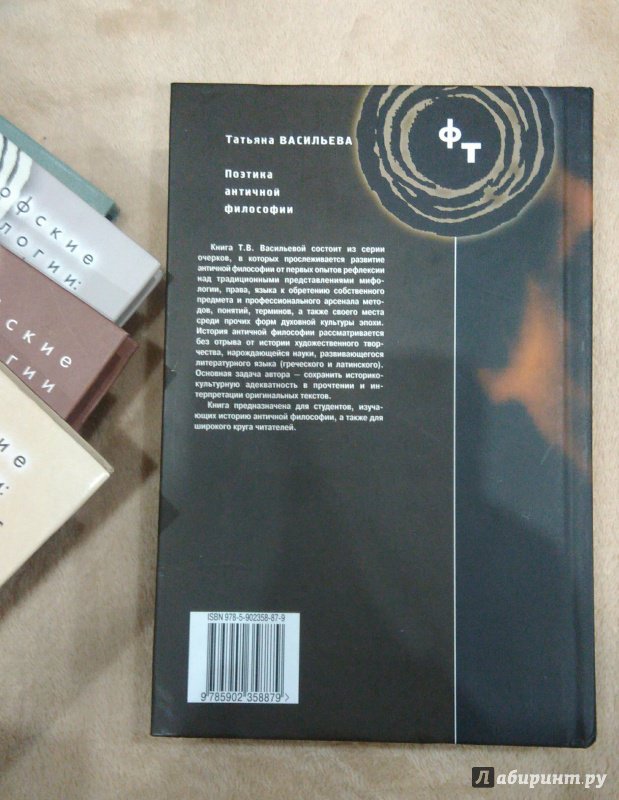 ф
т
Татьяна ВАСИЛЬЕВА
Поэтика
античной
философии
Книга Т.В. Васильевой состоит из серии
очерков, в которых прослеживается развитие
античной философии от первых опытов рефлексии
над традиционными представлениями мифо-
логии, права, языка к обретению собственного
предмета и профессионального арсенала мето-
дов, понятий, терминов, а также своего места
среди прочих форм духовной культуры эпохи.
История античной философии рассматривается
без отрыва от истории художественного твор-
чества, нарождающейся науки, развивающегося
литературного языка (греческого и латинского).
Основная задача автора – сохранить историко-
культурную адекватность в прочтении и ин-
терпретации оригинальных текстов.
Книга предназначена для студентов, изуча-
ющих историю античной философии, а также для
широкого круга читателей.
ISBN 978-5-902358-87-9
9 785902 358879 >
офские
логии:
ские
гии
ие
и:
Лабиринт.ру